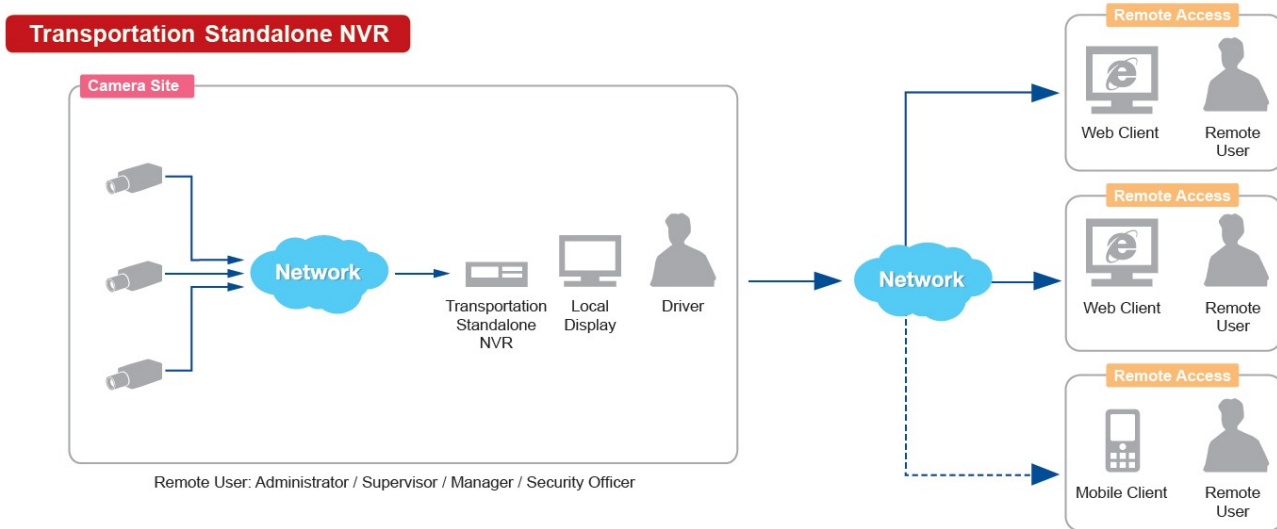 Transportation Standalone NVR
Camera Site
Network
Transportation
Standalone
NVR
Local
Display
Driver
Remote User: Administrator / Supervisor / Manager / Security Officer
Network
Remote Access
Web Client
Remote
User
Remote Access
Web Client
Remote
User
Remote Access
Mobile Client
Remote
User